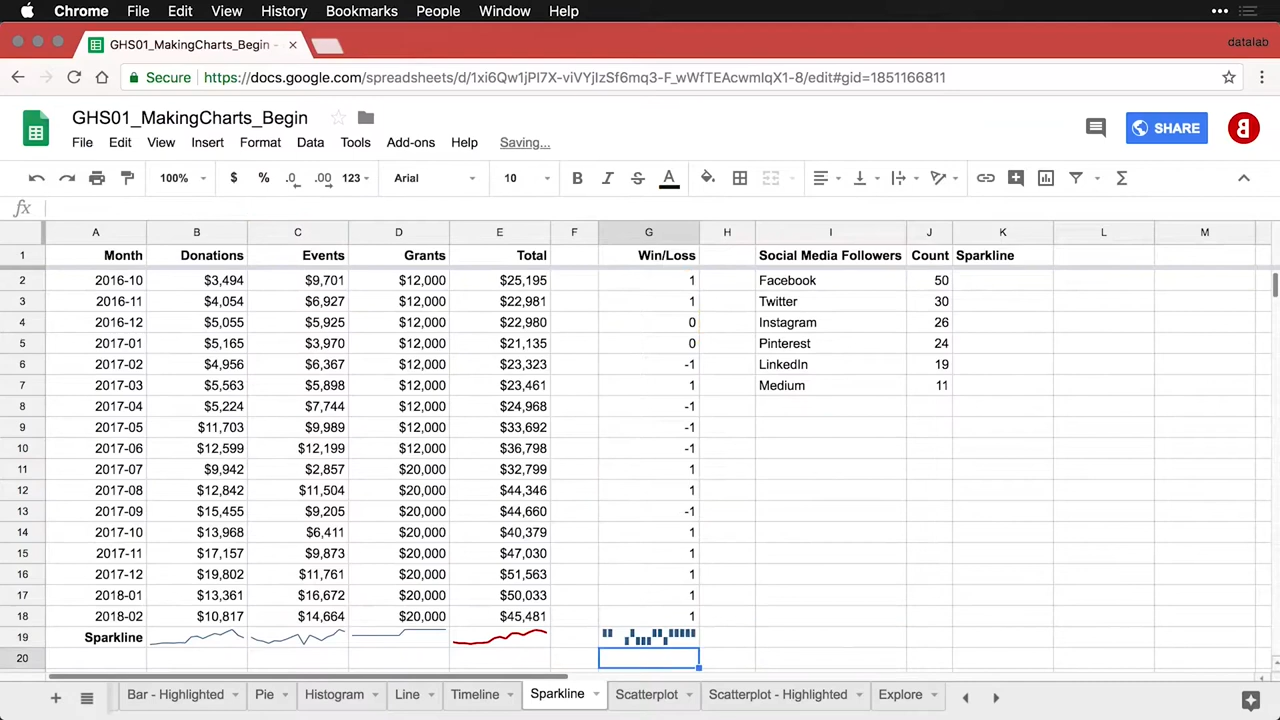 Chrome File Edit View History Bookmarks People Window Help
GHS01_MakingCharts_Begin - datalab
Secure https://docs.google.com/spreadsheets/d/1xi6Qw1jPI7X-viVYjIzSf6mq3-F_wWfTEAcwmIqX1-8/edit#gid=1851166811
GHS01_MakingCharts_Begin
File Edit View Insert Format Data Tools Add-ons Help Saving... SHARE
100% $ % .0 .00 123 Arial 10 B I S A Σ
fx
A B C D E F G H I J K L M
1 Month Donations Events Grants Total Win/Loss Social Media Followers Count Sparkline
2 2016-10 $3,494 $9,701 $12,000 $25,195 1 Facebook 50
3 2016-11 $4,054 $6,927 $12,000 $22,981 1 Twitter 30
4 2016-12 $5,055 $5,925 $12,000 $22,980 0 Instagram 26
5 2017-01 $5,165 $3,970 $12,000 $21,135 0 Pinterest 24
6 2017-02 $4,956 $6,367 $12,000 $23,323 -1 LinkedIn 19
7 2017-03 $5,563 $5,898 $12,000 $23,461 1 Medium 11
8 2017-04 $5,224 $7,744 $12,000 $24,968 -1
9 2017-05 $11,703 $9,989 $12,000 $33,692 -1
10 2017-06 $12,599 $12,199 $12,000 $36,798 -1
11 2017-07 $9,942 $2,857 $20,000 $32,799 1
12 2017-08 $12,842 $11,504 $20,000 $44,346 1
13 2017-09 $15,455 $9,205 $20,000 $44,660 -1
14 2017-10 $13,968 $6,411 $20,000 $40,379 1
15 2017-11 $17,157 $9,873 $20,000 $47,030 1
16 2017-12 $19,802 $11,761 $20,000 $51,563 1
17 2018-01 $13,361 $16,672 $20,000 $50,033 1
18 2018-02 $10,817 $14,664 $20,000 $45,481 1
19 Sparkline
20
Bar - Highlighted Pie Histogram Line Timeline Sparkline Scatterplot Scatterplot - Highlighted Explore